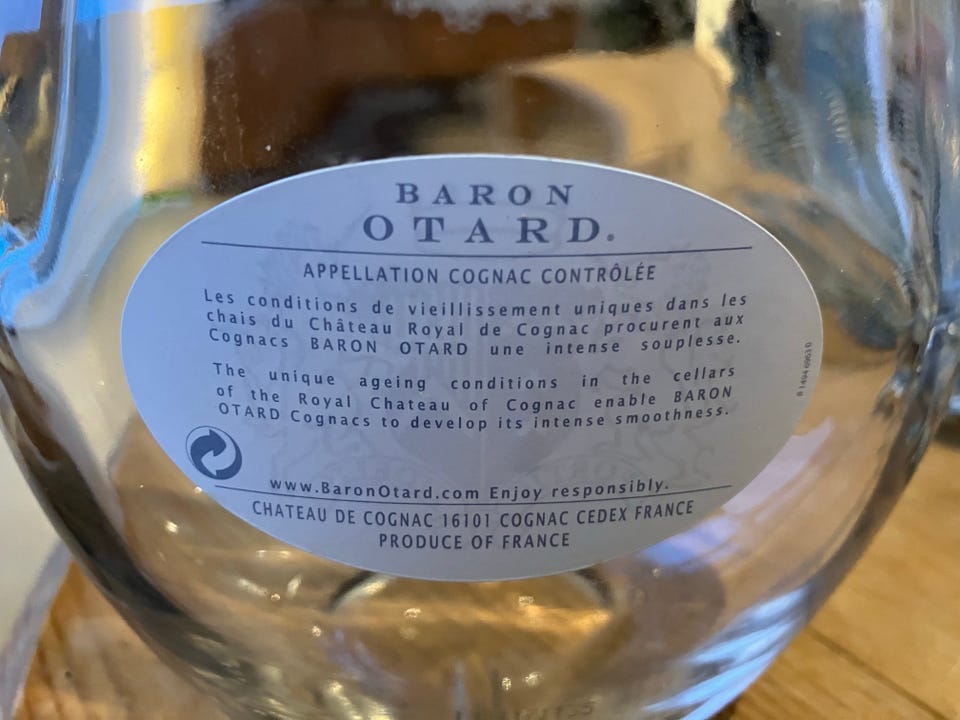 BARON
OTARD.
APPELLATION COGNAC CONTRÔLÉE
Les conditions de vieillissement uniques dans les
chais du Château Royal de Cognac procurent aux
Cognacs BARON OTARD une intense souplesse.
The unique ageing conditions in the cellars
of the Royal Chateau of Cognac enable BARON
OTARD Cognacs to develop its intense smoothness.
www.BaronOtard.com Enjoy responsibly.
CHATEAU DE COGNAC 16101 COGNAC CEDEX FRANCE
PRODUCE OF FRANCE